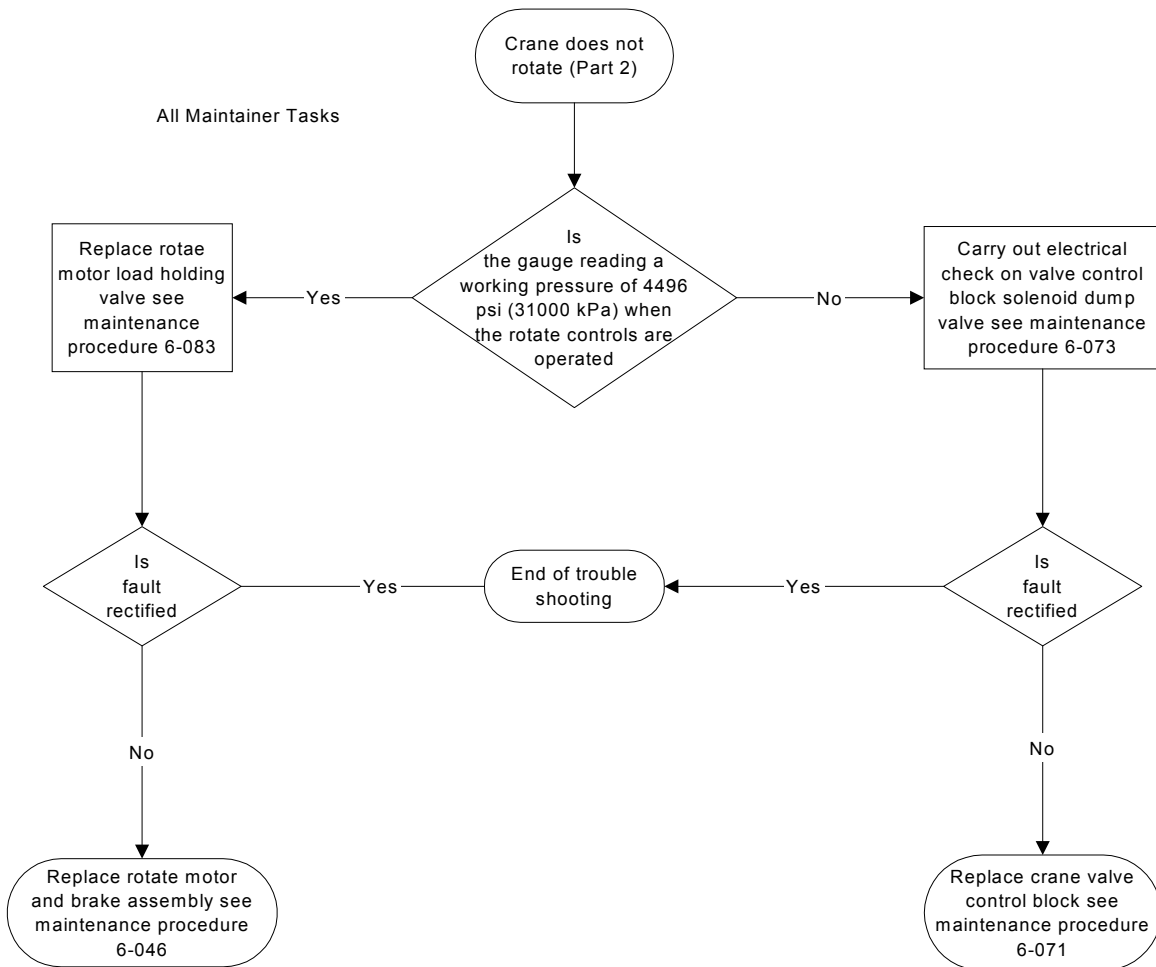 Crane does not
rotate (Part 2)
All Maintainer Tasks
Is
the gauge reading a
working pressure of 4496
psi (31000 kPa) when
the rotate controls are
operated
Yes
No
Replace rotae
motor load holding
valve see
maintenance
procedure 6-083
Carry out electrical
check on valve control
block solenoid dump
valve see maintenance
procedure 6-073
Is
fault
rectified
Yes
End of trouble
shooting
Yes
Is
fault
rectified
No
No
Replace rotate motor
and brake assembly see
maintenance procedure
6-046
Replace crane valve
control block see
maintenance procedure
6-071